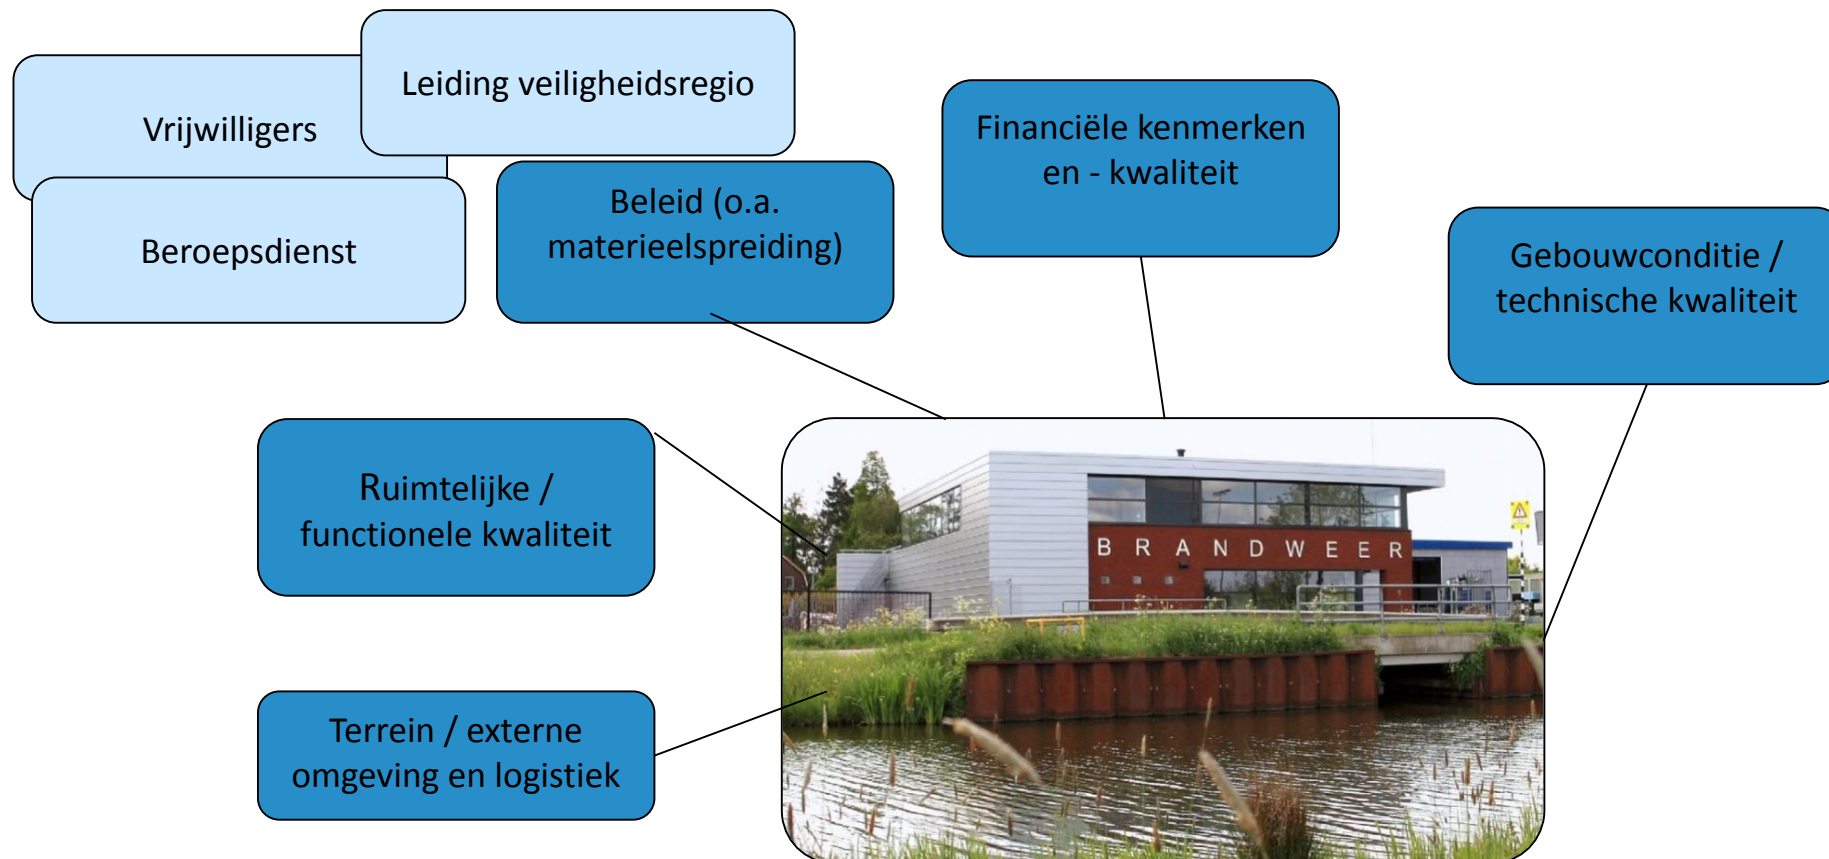 Leiding veiligheidsregio
Vrijwilligers
Beroepsdienst
Beleid (o.a.
materieelspreiding)
Financiële kenmerken
en - kwaliteit
Gebouwconditie /
technische kwaliteit
Ruimtelijke /
functionele kwaliteit
BRANDWEER
Terrein / externe
omgeving en logistiek